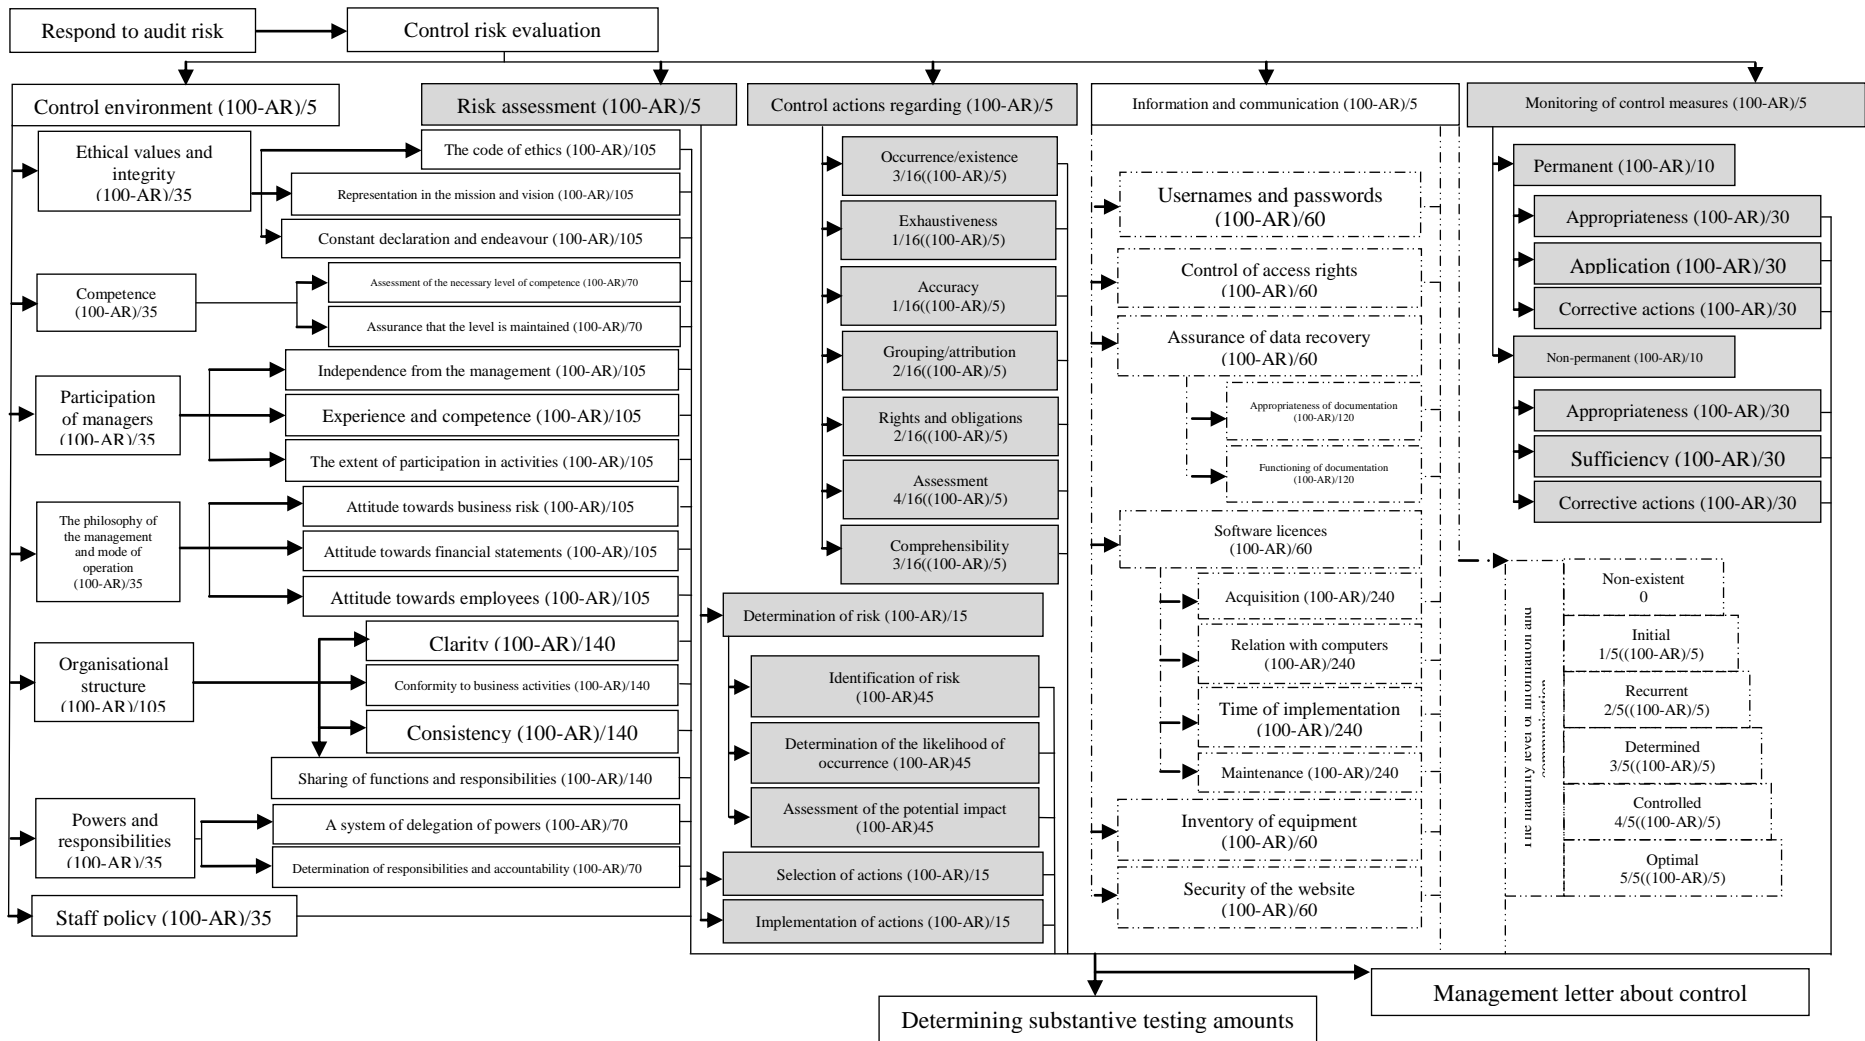 Respond to audit risk
Control risk evaluation
Control environment (100-AR)/5
Risk assessment (100-AR)/5
Control actions regarding (100-AR)/5
Information and communication (100-AR)/5
Monitoring of control measures (100-AR)/5
Ethical values and
integrity
(100-AR)/35
The code of ethics (100-AR)/105
Representation in the mission and vision (100-AR)/105
Constant declaration and endeavour (100-AR)/105
Competence
(100-AR)/35
Assessment of the necessary level of competence (100-AR)/70
Assurance that the level is maintained (100-AR)/70
Participation
of managers
(100-AR)/35
Independence from the management (100-AR)/105
Experience and competence (100-AR)/105
The extent of participation in activities (100-AR)/105
The philosophy of
the management
and mode of
operation
(100-AR)/35
Attitude towards business risk (100-AR)/105
Attitude towards financial statements (100-AR)/105
Attitude towards employees (100-AR)/105
Organisational
structure
(100-AR)/105
Clarity (100-AR)/140
Conformity to business activities (100-AR)/140
Consistency (100-AR)/140
Sharing of functions and responsibilities (100-AR)/140
Powers and
responsibilities
(100-AR)/35
A system of delegation of powers (100-AR)/70
Determination of responsibilities and accountability (100-AR)/70
Staff policy (100-AR)/35
Occurrence/existence
3/16((100-AR)/5)
Exhaustiveness
1/16((100-AR)/5)
Accuracy
1/16((100-AR)/5)
Grouping/attribution
2/16((100-AR)/5)
Rights and obligations
2/16((100-AR)/5)
Assessment
4/16((100-AR)/5)
Comprehensibility
3/16((100-AR)/5)
Determination of risk (100-AR)/15
Identification of risk
(100-AR)45
Determination of the likelihood of
occurrence (100-AR)45
Assessment of the potential impact
(100-AR)45
Selection of actions (100-AR)/15
Implementation of actions (100-AR)/15
Usernames and passwords
(100-AR)/60
Control of access rights
(100-AR)/60
Assurance of data recovery
(100-AR)/60
Appropriateness of documentation
(100-AR)/120
Functioning of documentation
(100-AR)/120
Software licences
(100-AR)/60
Acquisition (100-AR)/240
Relation with computers
(100-AR)/240
Time of implementation
(100-AR)/240
Maintenance (100-AR)/240
Inventory of equipment
(100-AR)/60
Security of the website
(100-AR)/60
Permanent (100-AR)/10
Appropriateness (100-AR)/30
Application (100-AR)/30
Corrective actions (100-AR)/30
Non-permanent (100-AR)/10
Appropriateness (100-AR)/30
Sufficiency (100-AR)/30
Corrective actions (100-AR)/30
The maturity level of information and
communication
Non-existent
0
Initial
1/5((100-AR)/5)
Recurrent
2/5((100-AR)/5)
Determined
3/5((100-AR)/5)
Controlled
4/5((100-AR)/5)
Optimal
5/5((100-AR)/5)
Management letter about control
Determining substantive testing amounts